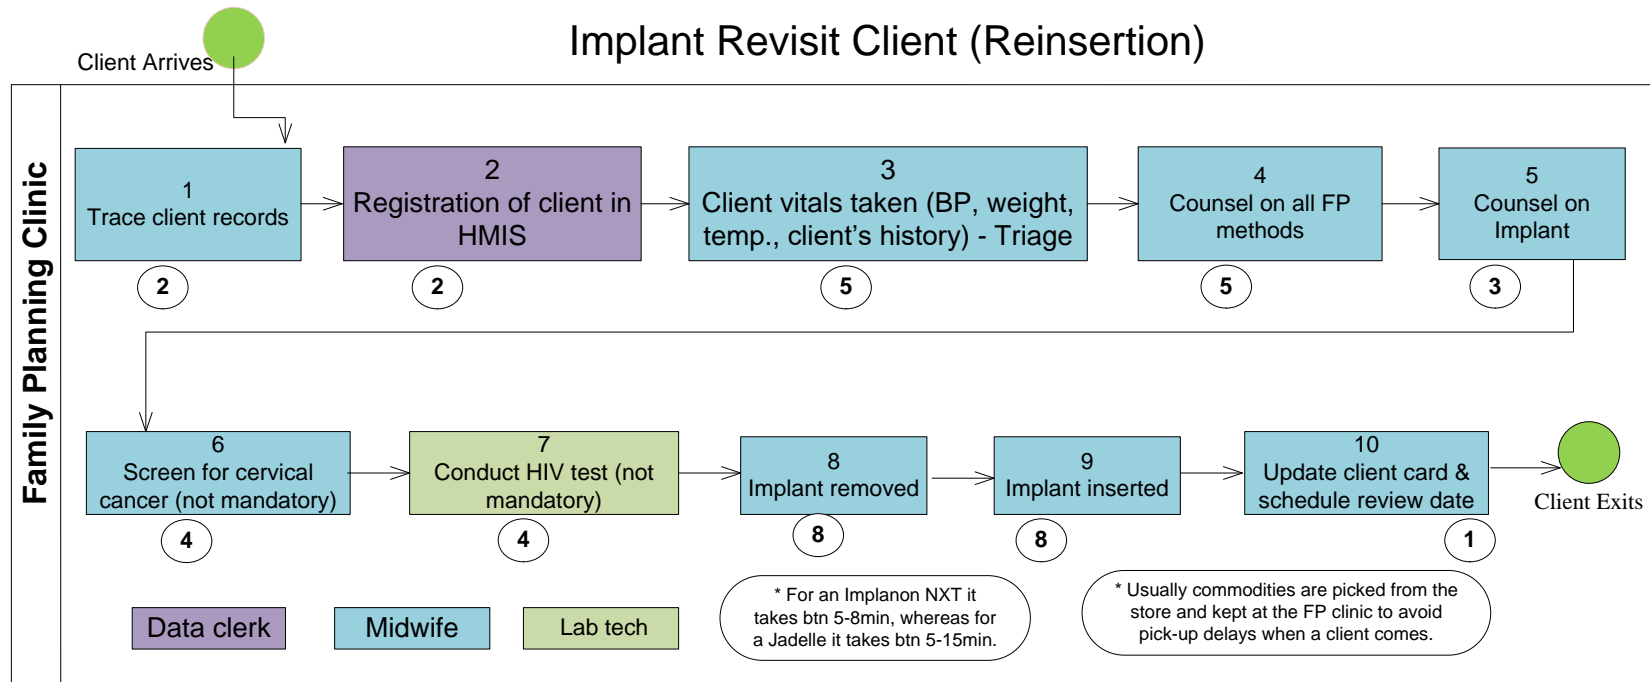 Implant Revisit Client (Reinsertion)
Client Arrives
Family Planning Clinic
1
Trace client records
2
2
Registration of client in
HMIS
2
3
Client vitals taken (BP, weight,
temp., client's history) - Triage
5
4
Counsel on all FP
methods
5
5
Counsel on
Implant
3
6
Screen for cervical
cancer (not mandatory)
4
7
Conduct HIV test (not
mandatory)
4
8
Implant removed
8
9
Implant inserted
8
10
Update client card &
schedule review date
1
Client Exits
Data clerk
Midwife
Lab tech
* For an Implanon NXT it
takes btn 5-8min, whereas for
a Jadelle it takes btn 5-15min.
* Usually commodities are picked from the
store and kept at the FP clinic to avoid
pick-up delays when a client comes.